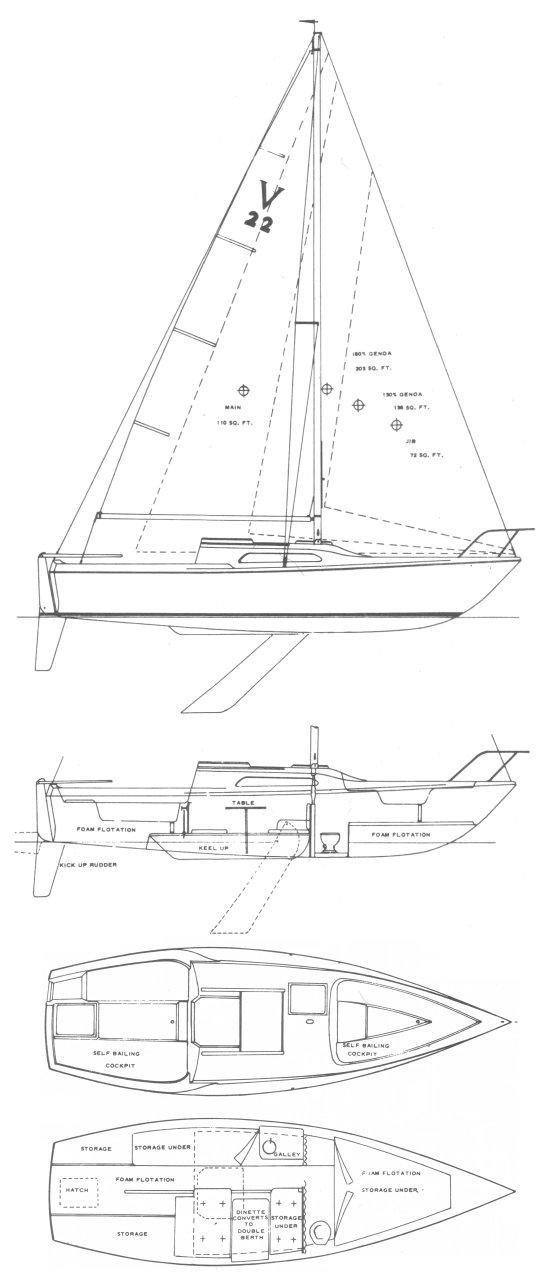 V
22
180% GENOA
203 SQ. FT.
130% GENOA
MAIN
SQ. FT.
110 SQ. FT.
JIB
72 SQ. FT.
TABLE
FOAM FLOTATION
FOAM FLOTATION
KEEL UP
KICK UP RUDDER
SELF BAILING
COCKPIT
SELF BAILING
COCKPIT
STORAGE
STORAGE UNDER
GALLEY
FOAM FLOTATION
FOAM FLOTATION
HATCH
STORAGE UNDER
DINETTE
CONVERTS
TO
DOUBLE
BERTH
STORAGE
UNDER
STORAGE